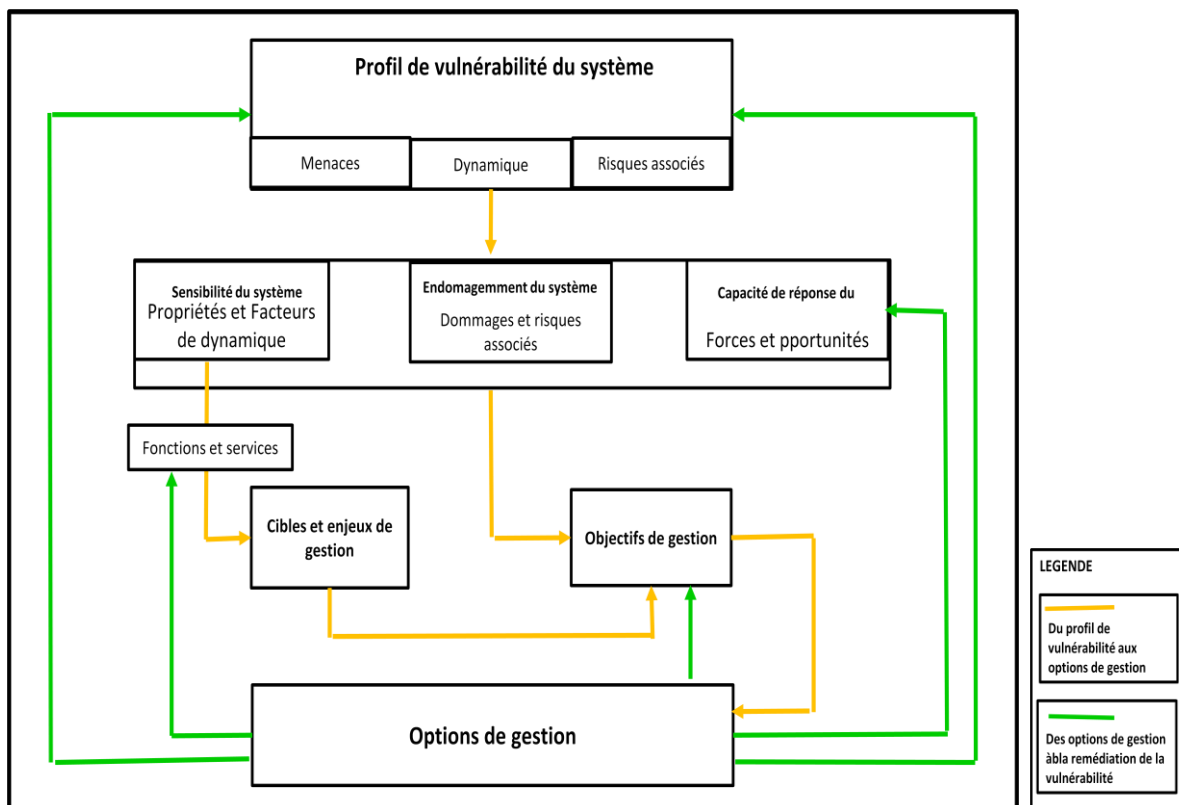 Profil de vulnérabilité du système
Menaces
Dynamique
Risques associés
Sensibilité du système
Propriétés et Facteurs
de dynamique
Endomagemment du système
Dommages et risques
associés
Capacité de réponse du
Forces et pportunités
Fonctions et services
Cibles et enjeux de
gestion
Objectifs de gestion
Options de gestion
LEGENDE
Du profil de
vulnérabilité aux
options de gestion
Des options de gestion
àbla remédiation de la
vulnérabilité